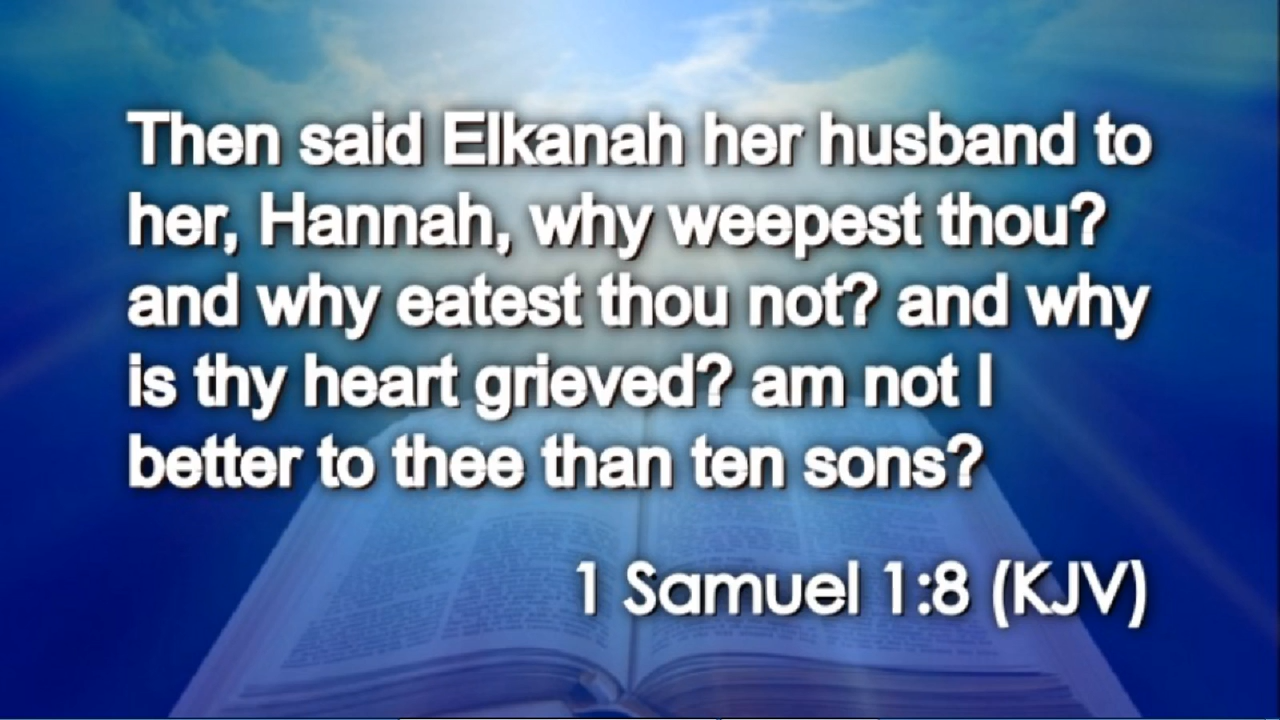 Then said Elkanah her husband to
her, Hannah, why weepest thou?
and why eatest thou not? and why
is thy heart grieved? am not I
better to thee than ten sons?
1 Samuel 1:8 (KJV)